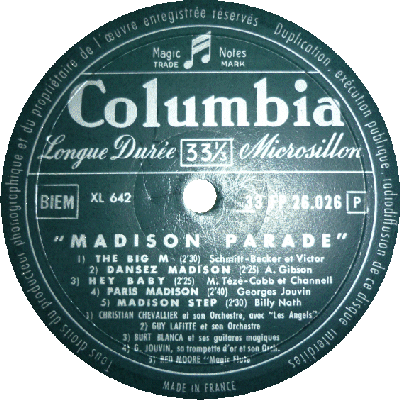 Tous droits du producteur phonographique et du propriétaire de l'œuvre enregistrée réservés Duplication, exécution publique, radiodiffusion de ce disque interdites
Magic Notes
TRADE MARK
Columbia
Longue Durée 33⅓ Microsillon
BIEM XL 642 33 FP 26.026 P
"MADISON PARADE"
1) THE BIG M (2'30) Schmitt-Becker et Victor
2) DANSEZ MADISON (2'25) A. Gibson
3) HEY BABY (2'25) M. Tézé-Cobb et Channell
4) PARIS MADISON (2'40) Georges Jouvin
5) MADISON STEP (2'30) Billy Nath
1) CHRISTIAN CHEVALLIER et son Orchestre, avec "Les Angels"
2) GUY LAFITTE et son Orchestre
3) BURT BLANCA et ses guitares magiques
4) G. JOUVIN, sa trompette d'or et son Orch.
5) RED MOORE "Magic Flute"
MADE IN FRANCE